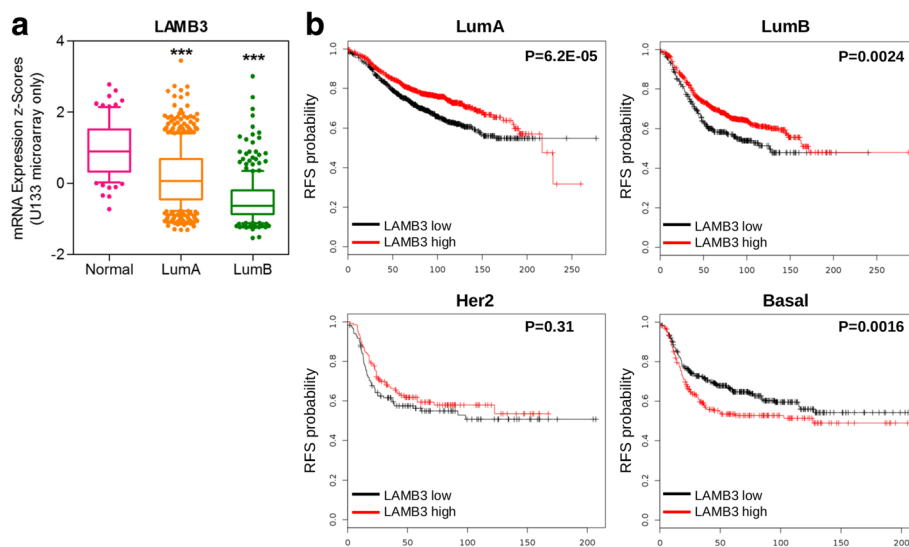 a
LAMB3
mRNA Expression z-Scores
(U133 microarray only)
4
2
0
-2
***
***
Normal
LumA
LumB
b
LumA
P=6.2E-05
RFS probability
1.0
0.8
0.6
0.4
0.2
0.0
LAMB3 low
LAMB3 high
0
50
100
150
200
250
LumB
P=0.0024
RFS probability
1.0
0.8
0.6
0.4
0.2
0.0
LAMB3 low
LAMB3 high
0
50
100
150
200
250
Her2
P=0.31
RFS probability
1.0
0.8
0.6
0.4
0.2
0.0
LAMB3 low
LAMB3 high
0
50
100
150
200
Basal
P=0.0016
RFS probability
1.0
0.8
0.6
0.4
0.2
0.0
LAMB3 low
LAMB3 high
0
50
100
150
200